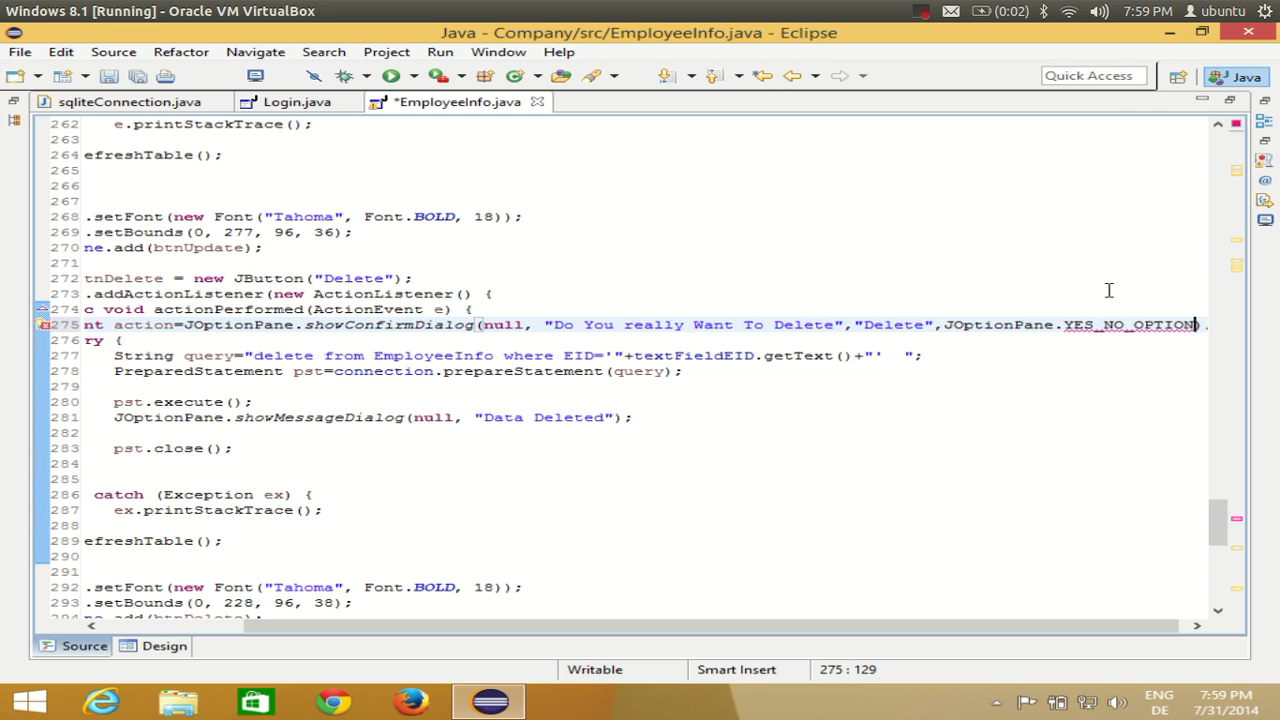 Windows 8.1 [Running] - Oracle VM VirtualBox (0:02) 7:59 PM ubuntu
Java - Company/src/EmployeeInfo.java - Eclipse
File Edit Source Refactor Navigate Search Project Run Window Help
Quick Access Java
sqliteConnection.java Login.java *EmployeeInfo.java
262 e.printStackTrace();
263
264 efreshTable();
265
266
267
268 .setFont(new Font("Tahoma", Font.BOLD, 18));
269 .setBounds(0, 277, 96, 36);
270 ne.add(btnUpdate);
271
272 tnDelete = new JButton("Delete");
273 .addActionListener(new ActionListener() {
274 c void actionPerformed(ActionEvent e) {
275 nt action=JOptionPane.showConfirmDialog(null, "Do You really Want To Delete","Delete",JOptionPane.YES_NO_OPTION)
276 ry {
277 String query="delete from EmployeeInfo where EID='"+textFieldEID.getText()+"'  ";
278 PreparedStatement pst=connection.prepareStatement(query);
279
280 pst.execute();
281 JOptionPane.showMessageDialog(null, "Data Deleted");
282
283 pst.close();
284
285
286 catch (Exception ex) {
287 ex.printStackTrace();
288
289 efreshTable();
290
291
292 .setFont(new Font("Tahoma", Font.BOLD, 18));
293 .setBounds(0, 228, 96, 38);
294 ne.add(btnDelete);
Source Design
Writable Smart Insert 275 : 129
ENG 7:59 PM
DE 7/31/2014